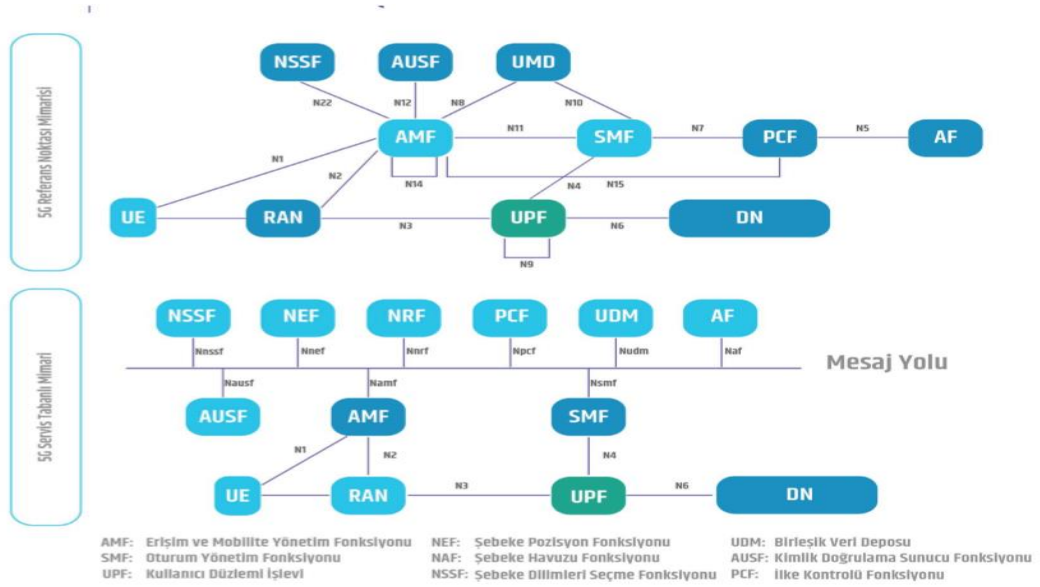 5G Referans Noktası Mimarisi
NSSF AUSF UMD
N22 N12 N8 N10
AMF N11 SMF N7 PCF N5 AF
N1
N2 N14 N4 N15
UE RAN UPF DN
N3 N6
N9
5G Servis Tabanlı Mimari
NSSF NEF NRF PCF UDM AF
Nnssf Nnef Nnrf Npcf Nudm Naf
Mesaj Yolu
Nausf Namf Nsmf
AUSF AMF SMF
N1 N2 N4
UE RAN N3 UPF N6 DN
AMF: Erişim ve Mobilite Yönetim Fonksiyonu NEF: Şebeke Pozisyon Fonksiyonu UDM: Birleşik Veri Deposu
SMF: Oturum Yönetim Fonksiyonu NAF: Şebeke Havuzu Fonksiyonu AUSF: Kimlik Doğrulama Sunucu Fonksiyonu
UPF: Kullanıcı Düzlemi İşlevi NSSF: Şebeke Dilimleri Seçme Fonksiyonu PCF: İlke Kontrolü Fonksiyonu